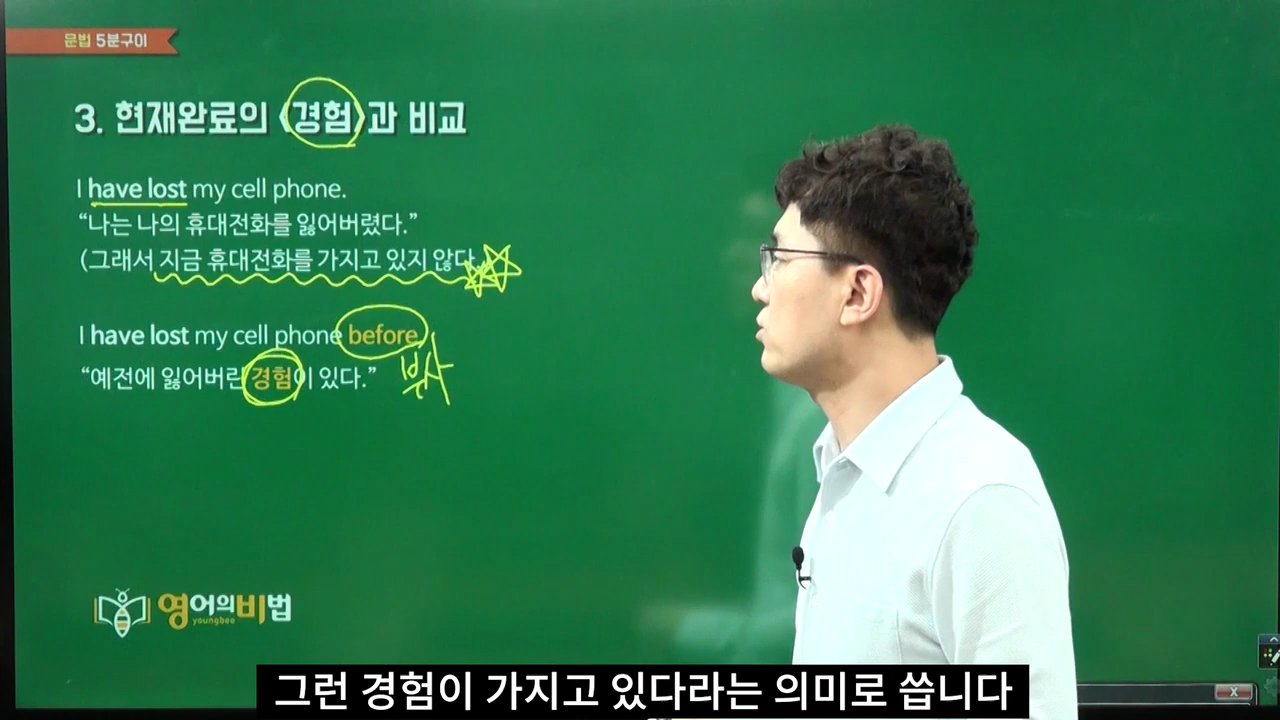 문법 5분구이
3. 현재완료의 <경험>과 비교
I have lost my cell phone.
“나는 나의 휴대전화를 잃어버렸다.”
(그래서 지금 휴대전화를 가지고 있지 않다.
I have lost my cell phone before
“예전에 잃어버린 경험이 있다.”
영어의비법
youngbee
그런 경험이 가지고 있다라는 의미로 씁니다